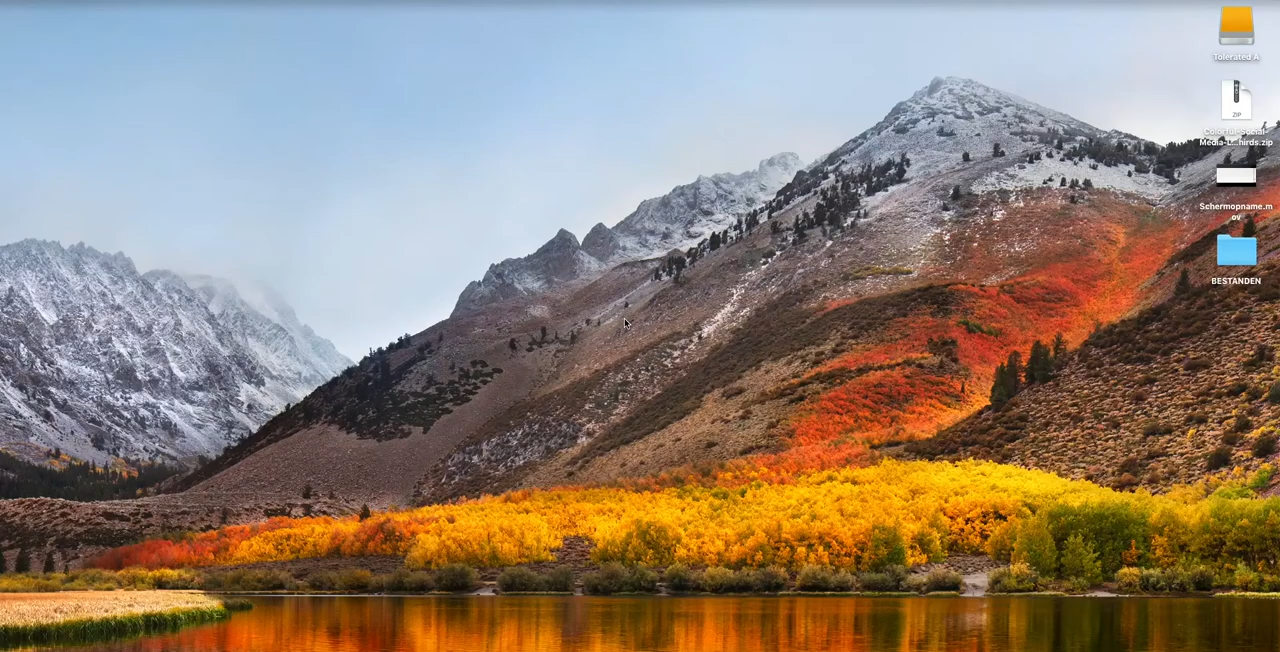 Tolerated A
ZIP
Colorful-Social-
Media-L...hirds.zip
Schermopname.m
ov
BESTANDEN